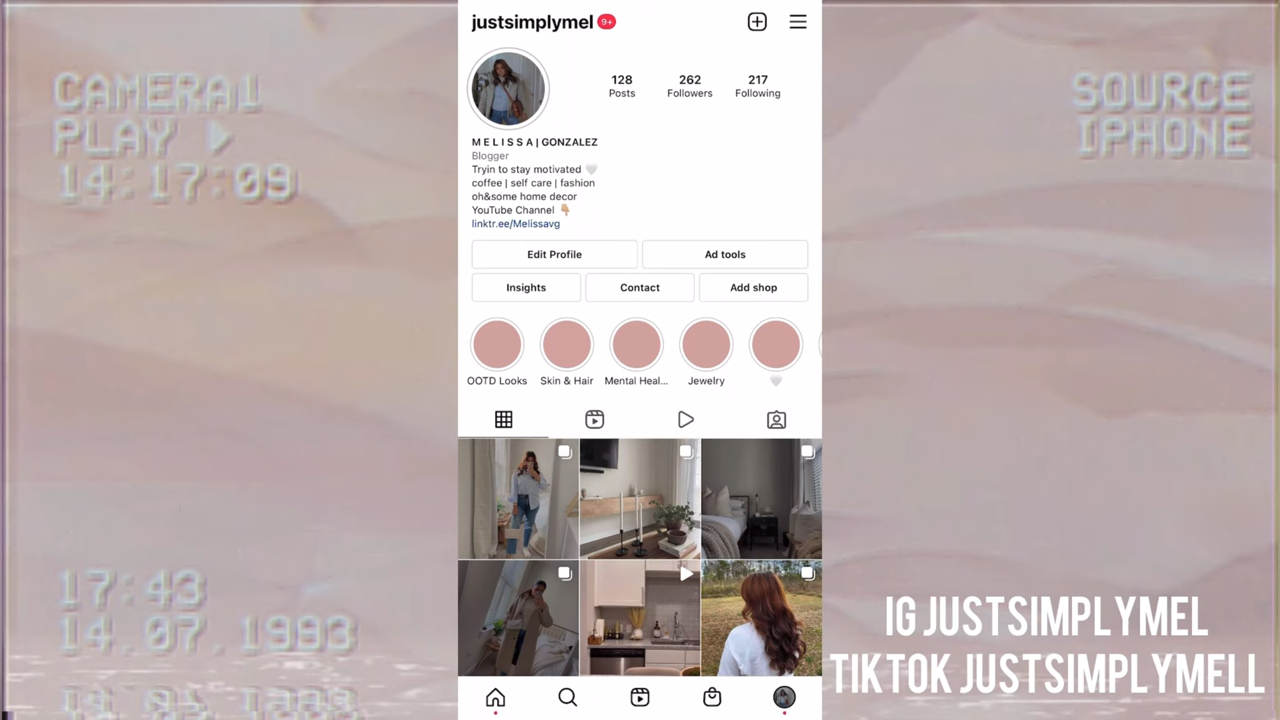 CAMERA1
PLAY
14:17:09
17:43
14.07.1993
justsimplymel 9+
128 262 217
Posts Followers Following
M E L I S S A | GONZALEZ
Blogger
Tryin to stay motivated 🤍
coffee | self care | fashion
oh&some home decor
YouTube Channel 👇🏼
linktr.ee/Melissavg
Edit Profile Ad tools
Insights Contact Add shop
OOTD Looks Skin & Hair Mental Heal... Jewelry 🤍
SOURCE
IPHONE
IG JUSTSIMPLYMEL
TIKTOK JUSTSIMPLYMELL